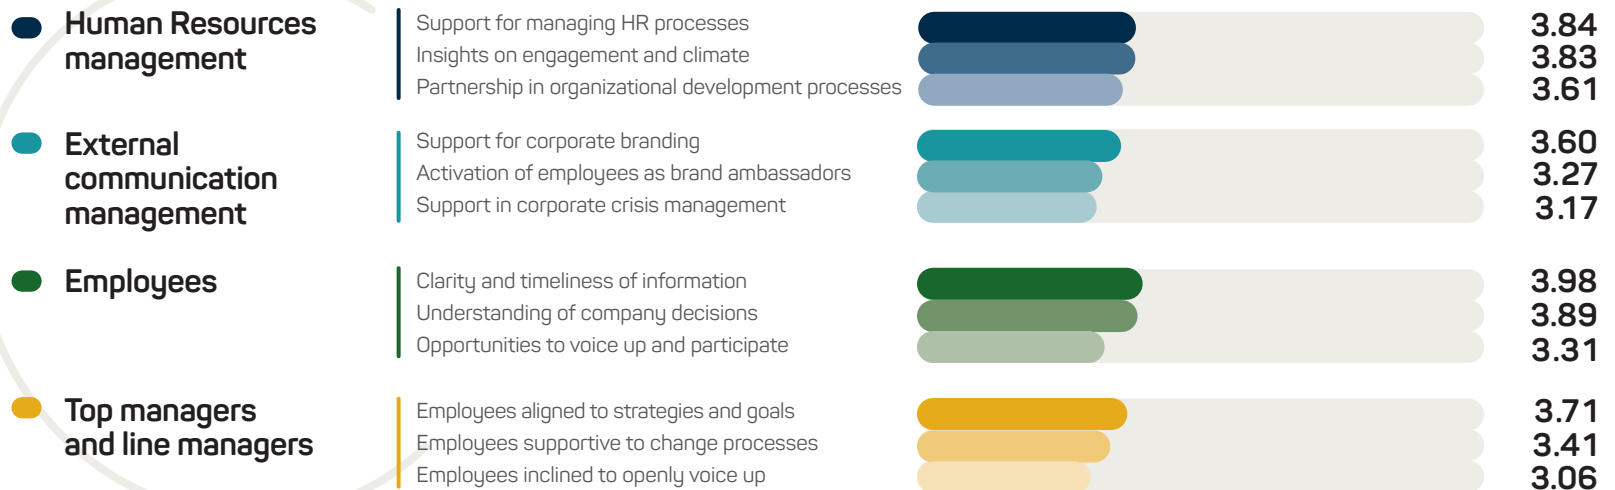 Human Resources
management
Support for managing HR processes 3.84
Insights on engagement and climate 3.83
Partnership in organizational development processes 3.61
External
communication
management
Support for corporate branding 3.60
Activation of employees as brand ambassadors 3.27
Support in corporate crisis management 3.17
Employees
Clarity and timeliness of information 3.98
Understanding of company decisions 3.89
Opportunities to voice up and participate 3.31
Top managers
and line managers
Employees aligned to strategies and goals 3.71
Employees supportive to change processes 3.41
Employees inclined to openly voice up 3.06